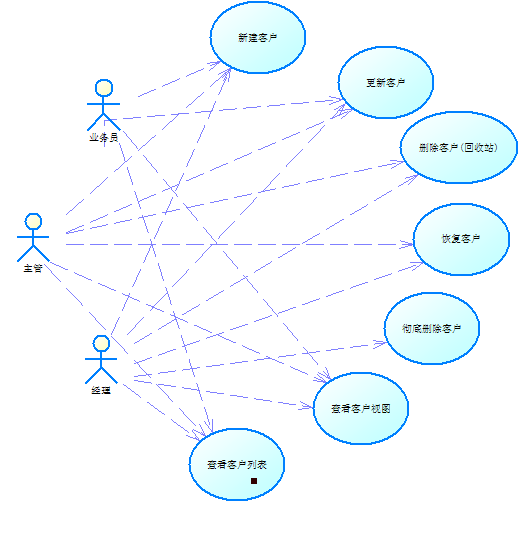 新建客户
更新客户
业务员
删除客户(回收站)
主管
恢复客户
彻底删除客户
经理
查看客户视图
查看客户列表